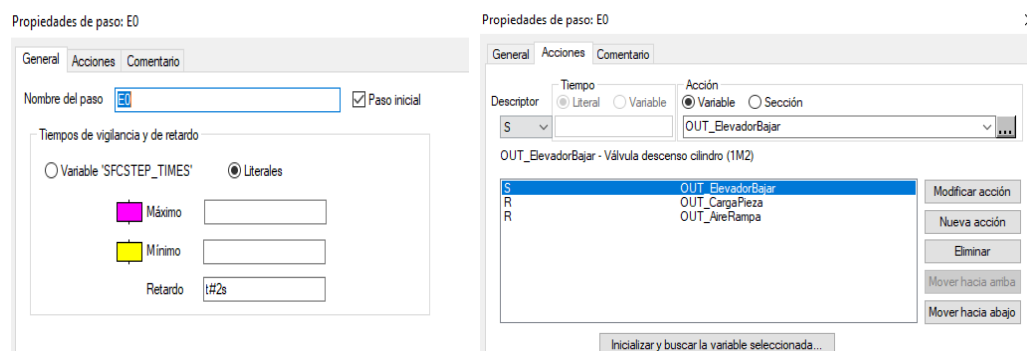 Propiedades de paso: E0
General Acciones Comentario
Nombre del paso E0 Paso inicial
Tiempos de vigilancia y de retardo
Variable 'SFCSTEP_TIMES' Literales
Máximo
Mínimo
Retardo t#2s
Propiedades de paso: E0
General Acciones Comentario
Tiempo Acción
Descriptor Literal Variable Variable Sección
S OUT_ElevadorBajar ...
OUT_ElevadorBajar - Válvula descenso cilindro (1M2)
S OUT_ElevadorBajar
R OUT_CargaPieza
R OUT_AireRampa
Modificar acción
Nueva acción
Eliminar
Mover hacia arriba
Mover hacia abajo
Inicializar y buscar la variable seleccionada...